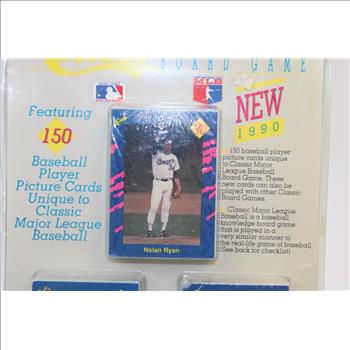 BOARD GAME
MLB
Featuring
150
Baseball
Player
Picture Cards
Unique to
Classic
Major League
Baseball
Rangers
Nolan Ryan
NEW
1990
150 baseball player
picture cards unique
to Classic Major
League Baseball
Board Game. These
new cards can also be
played with other
Classic Board Games.
Classic Major League
Baseball is a baseball
knowledge board game
that is played in a
very similar manner to
the real-life game of baseball
(See back for checklist)